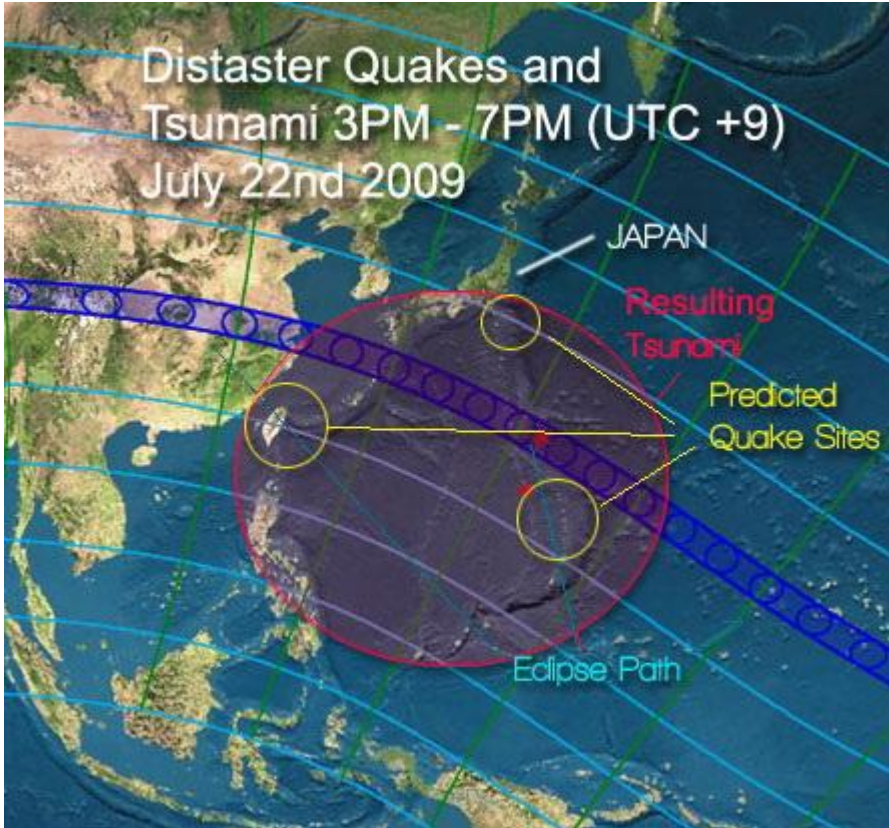 Distaster Quakes and
Tsunami 3PM - 7PM (UTC +9)
July 22nd 2009
JAPAN
Resulting
Tsunami
Predicted
Quake Sites
Eclipse Path